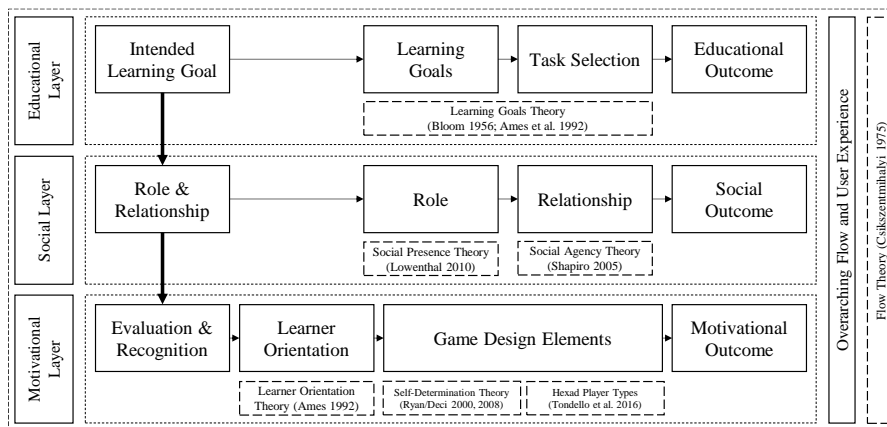 Educational
Layer
Intended
Learning Goal
Learning
Goals
Task Selection
Educational
Outcome
Learning Goals Theory
(Bloom 1956; Ames et al. 1992)
Social Layer
Role &
Relationship
Role
Relationship
Social
Outcome
Social Presence Theory
(Lowenthal 2010)
Social Agency Theory
(Shapiro 2005)
Motivational
Layer
Evaluation &
Recognition
Learner
Orientation
Game Design Elements
Motivational
Outcome
Learner Orientation
Theory (Ames 1992)
Self-Determination Theory
(Ryan/Deci 2000, 2008)
Hexad Player Types
(Tondello et al. 2016)
Overarching Flow and User Experience
Flow Theory (Csikszentmihalyi 1975)